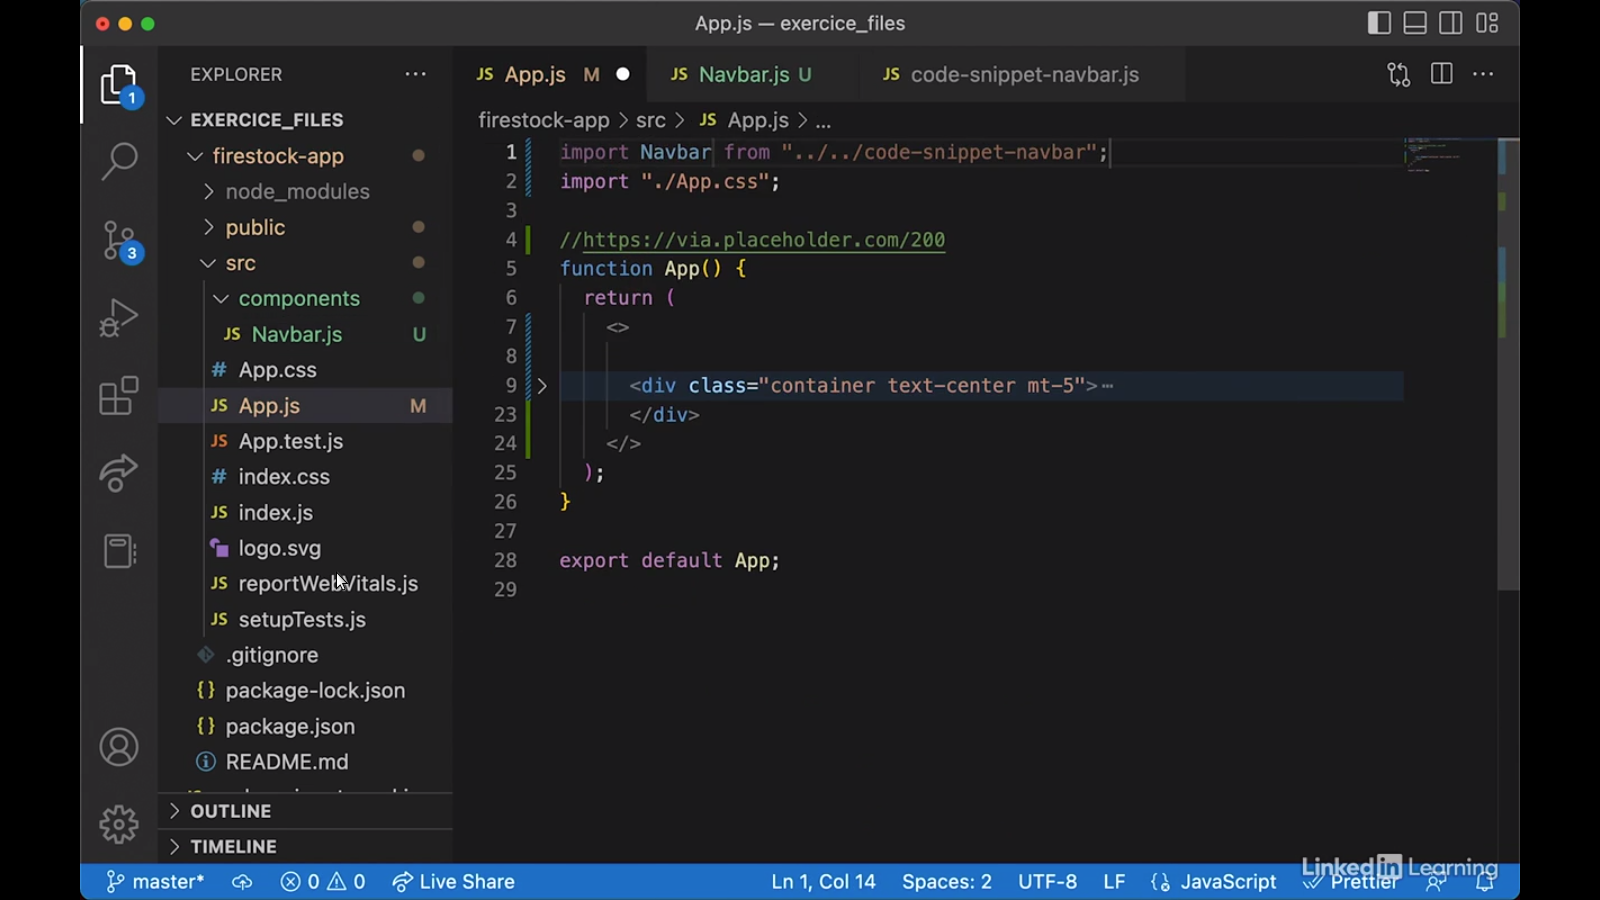 App.js — exercice_files
EXPLORER
JS App.js M
JS Navbar.js U
JS code-snippet-navbar.js
1
EXERCICE_FILES
firestock-app > src > JS App.js > ...
firestock-app
node_modules
public
src
components
JS Navbar.js U
# App.css
JS App.js M
JS App.test.js
# index.css
JS index.js
logo.svg
JS reportWebVitals.js
JS setupTests.js
.gitignore
{} package-lock.json
{} package.json
README.md
3
OUTLINE
TIMELINE
1 import Navbar from "../../code-snippet-navbar";
2 import "./App.css";
3
4 //https://via.placeholder.com/200
5 function App() {
6 return (
7 <>
8
9 <div class="container text-center mt-5">
23 </div>
24 </>
25 );
26 }
27
28 export default App;
29
Linkedin Learning
master* 0 0 Live Share Ln 1, Col 14 Spaces: 2 UTF-8 LF {} JavaScript Prettier